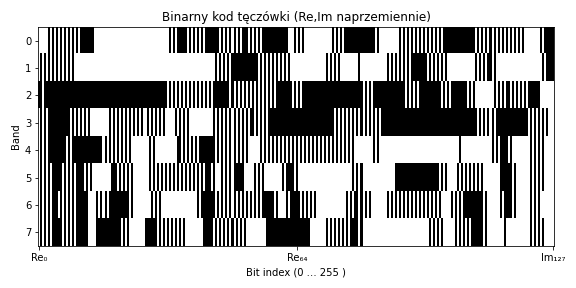 Binarny kod tęczówki (Re,Im naprzemiennie)
Band
0
1
2
3
4
5
6
7
Re₀
Re₆₄
Im₁₂₇
Bit index (0 ... 255 )